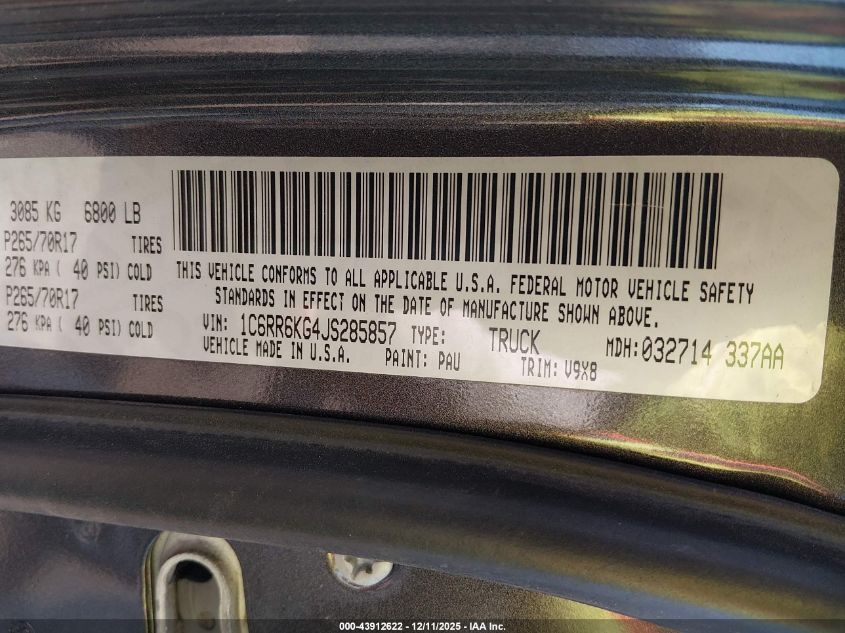 3085 KG 6800 LB
P265/70R17 TIRES
276 KPA ( 40 PSI) COLD
P265/70R17 TIRES
276 KPA ( 40 PSI) COLD
THIS VEHICLE CONFORMS TO ALL APPLICABLE U.S.A. FEDERAL MOTOR VEHICLE SAFETY
STANDARDS IN EFFECT ON THE DATE OF MANUFACTURE SHOWN ABOVE.
VIN: 1C6RR6KG4JS285857 TYPE: TRUCK MDH:032714 337AA
VEHICLE MADE IN U.S.A. PAINT: PAU TRIM: V9X8
000-43912622 - 12/11/2025 - IAA Inc.